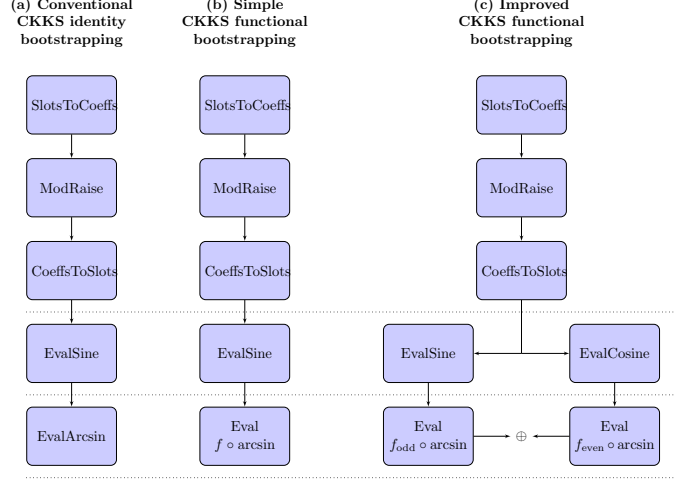 (a) Conventional
CKKS identity
bootstrapping
SlotsToCoeffs
ModRaise
CoeffsToSlots
EvalSine
EvalArcsin
(b) Simple
CKKS functional
bootstrapping
SlotsToCoeffs
ModRaise
CoeffsToSlots
EvalSine
Eval
f ∘ arcsin
(c) Improved
CKKS functional
bootstrapping
SlotsToCoeffs
ModRaise
CoeffsToSlots
EvalSine
EvalCosine
Eval
f_odd ∘ arcsin
⊕
Eval
f_even ∘ arcsin